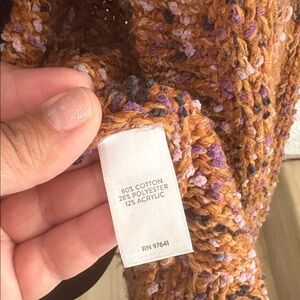 60% COTTON
28% POLYESTER
12% ACRYLIC
RN 97641